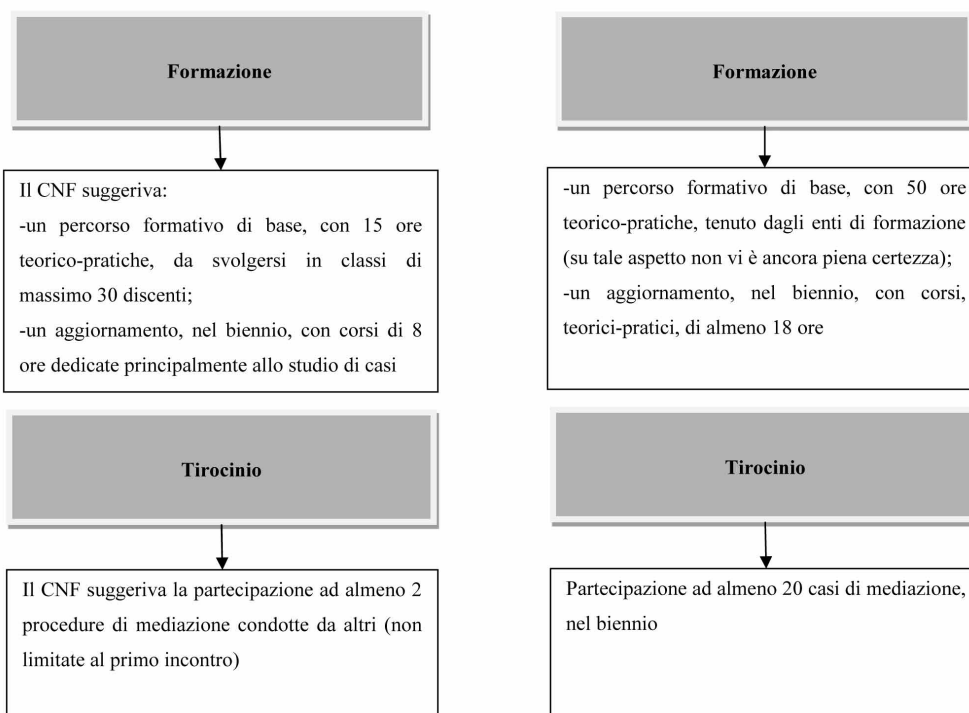 Formazione
Il CNF suggeriva:
-un percorso formativo di base, con 15 ore
teorico-pratiche, da svolgersi in classi di
massimo 30 discenti;
-un aggiornamento, nel biennio, con corsi di 8
ore dedicate principalmente allo studio di casi
Tirocinio
Il CNF suggeriva la partecipazione ad almeno 2
procedure di mediazione condotte da altri (non
limitate al primo incontro)
Formazione
-un percorso formativo di base, con 50 ore
teorico-pratiche, tenuto dagli enti di formazione
(su tale aspetto non vi è ancora piena certezza);
-un aggiornamento, nel biennio, con corsi,
teorici-pratici, di almeno 18 ore
Tirocinio
Partecipazione ad almeno 20 casi di mediazione,
nel biennio